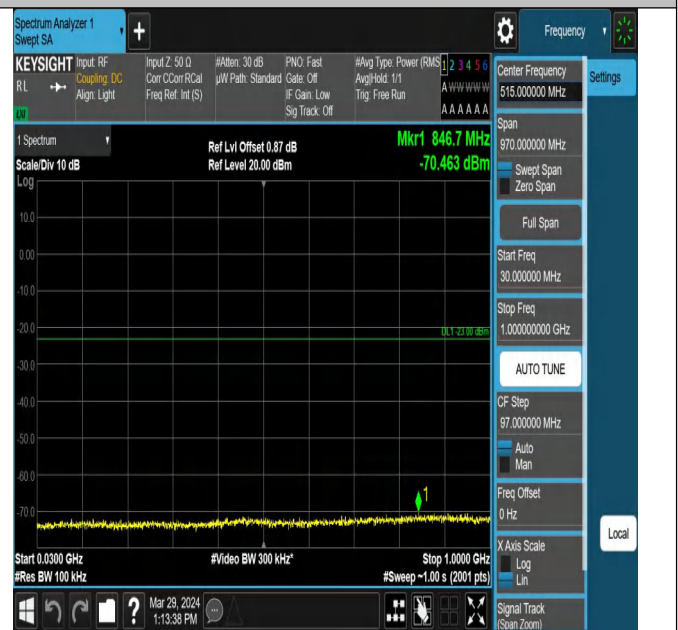 Spectrum Analyzer 1
Swept SA
Frequency
KEYSIGHT
RL
LXI
Input: RF
Coupling: DC
Align: Light
Input Z: 50 Ω
Corr CCorr RCal
Freq Ref: Int (S)
#Atten: 30 dB
µW Path: Standard
PNO: Fast
Gate: Off
IF Gain: Low
Sig Track: Off
#Avg Type: Power (RMS
Avg|Hold: 1/1
Trig: Free Run
1 2 3 4 5 6
A W W W W W
A A A A A A
1 Spectrum
Scale/Div 10 dB
Log
Ref Lvl Offset 0.87 dB
Ref Level 20.00 dBm
Mkr1 846.7 MHz
-70.463 dBm
10.0
0.00
-10.0
-20.0
DL1 -23.00 dBm
-30.0
-40.0
-50.0
-60.0
-70.0
1
Start 0.0300 GHz
#Res BW 100 kHz
#Video BW 300 kHz*
Stop 1.0000 GHz
#Sweep ~1.00 s (2001 pts)
Mar 29, 2024
1:13:38 PM
Center Frequency
515.000000 MHz
Settings
Span
970.000000 MHz
Swept Span
Zero Span
Full Span
Start Freq
30.000000 MHz
Stop Freq
1.000000000 GHz
AUTO TUNE
CF Step
97.000000 MHz
Auto
Man
Freq Offset
0 Hz
Local
X Axis Scale
Log
Lin
Signal Track
(Span Zoom)